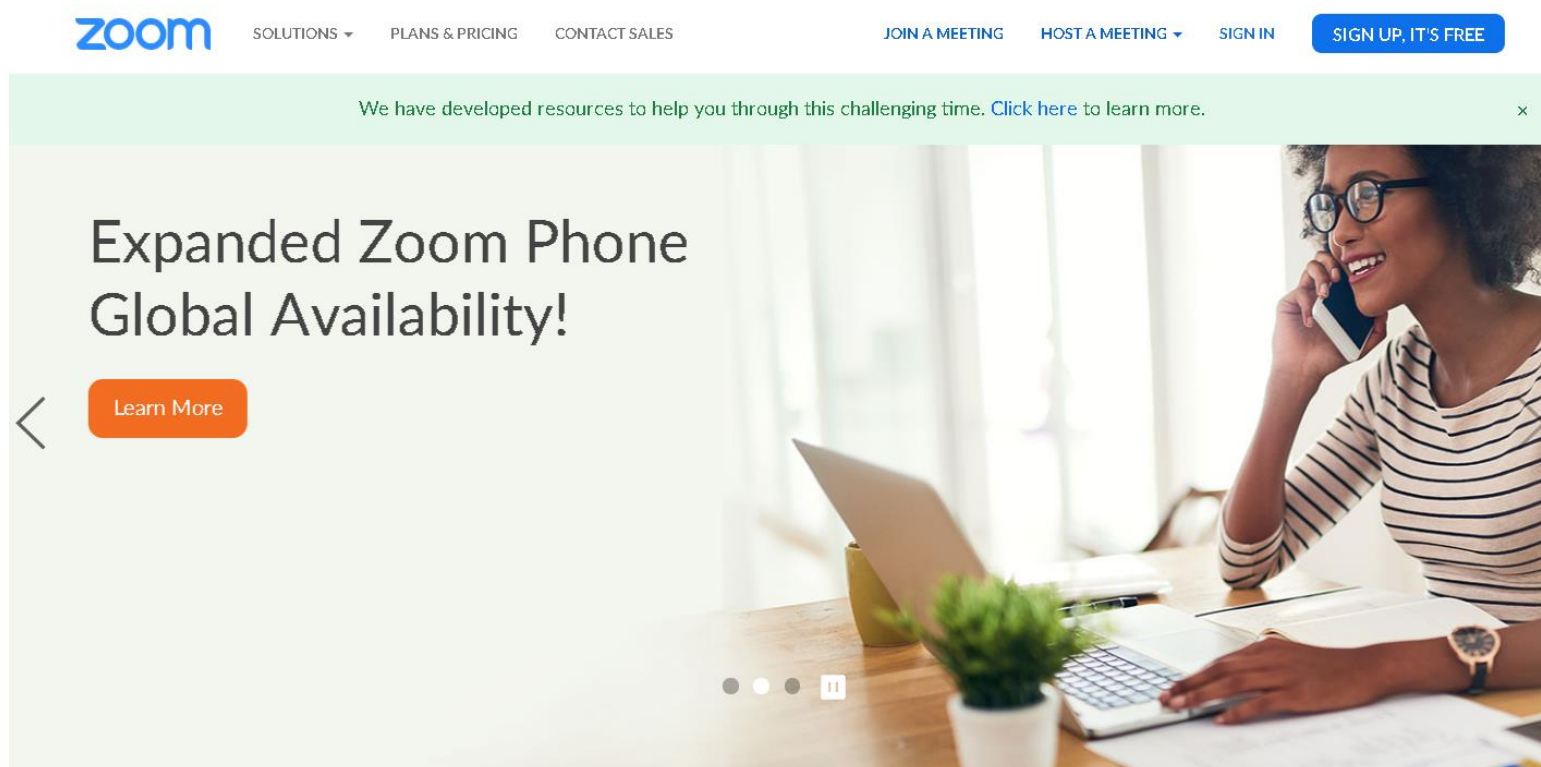 zoom
SOLUTIONS
PLANS & PRICING
CONTACT SALES
JOIN A MEETING
HOST A MEETING
SIGN IN
SIGN UP, IT'S FREE
We have developed resources to help you through this challenging time. Click here to learn more.
Expanded Zoom Phone
Global Availability!
Learn More